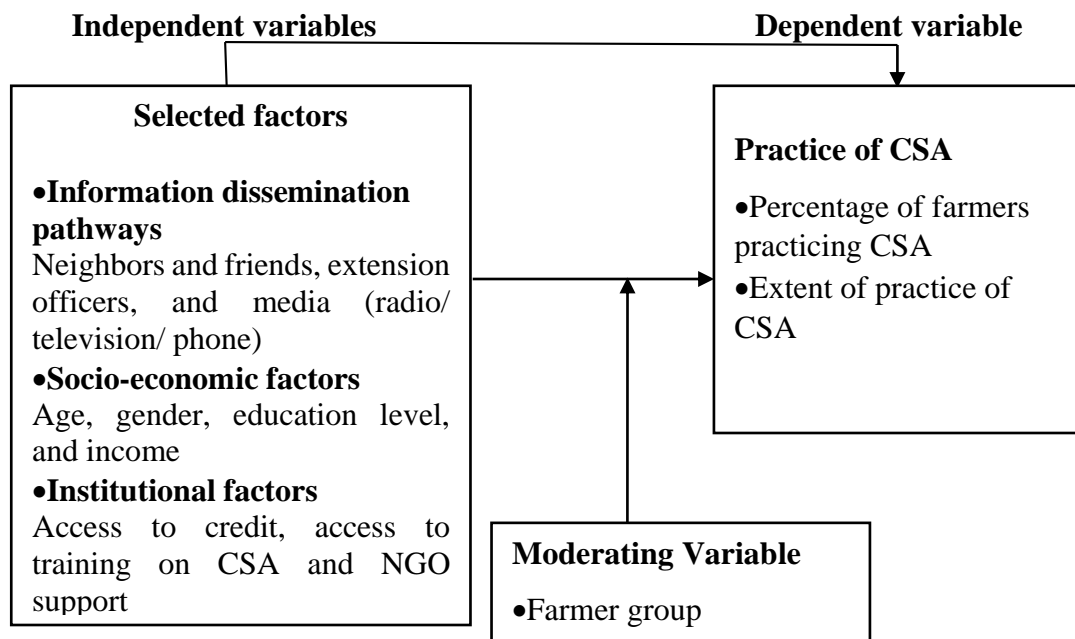 Independent variables
Dependent variable
Selected factors
•Information dissemination
pathways
Neighbors and friends, extension
officers, and media (radio/
television/ phone)
•Socio-economic factors
Age, gender, education level,
and income
•Institutional factors
Access to credit, access to
training on CSA and NGO
support
Practice of CSA
•Percentage of farmers
practicing CSA
•Extent of practice of
CSA
Moderating Variable
•Farmer group